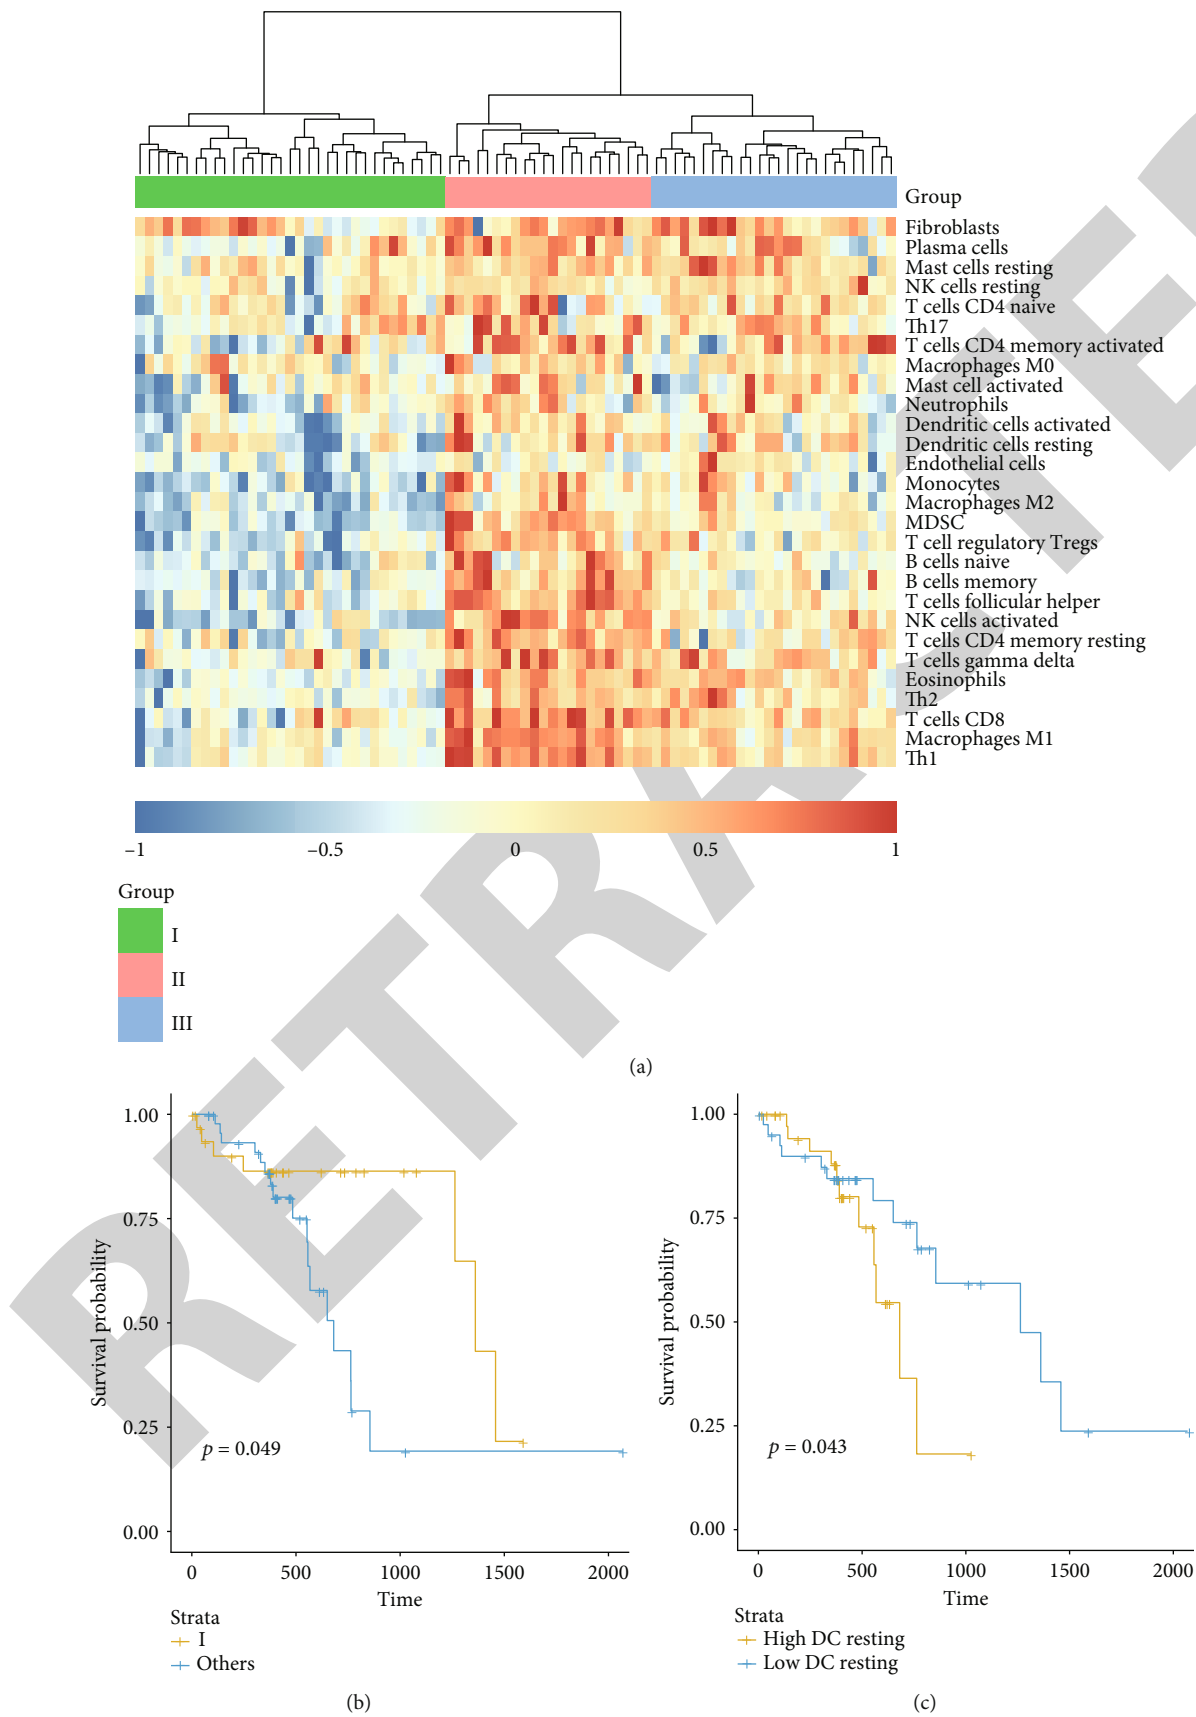 Group
Fibroblasts
Plasma cells
Mast cells resting
NK cells resting
T cells CD4 naive
Th17
T cells CD4 memory activated
Macrophages M0
Mast cell activated
Neutrophils
Dendritic cells activated
Dendritic cells resting
Endothelial cells
Monocytes
Macrophages M2
MDSC
T cell regulatory Tregs
B cells naive
B cells memory
T cells follicular helper
NK cells activated
T cells CD4 memory resting
T cells gamma delta
Eosinophils
Th2
T cells CD8
Macrophages M1
Th1
–1 –0.5 0 0.5 1
Group
I
II
III
(a)
1.00
0.75
0.50
0.25
0.00
Survival probability
p = 0.049
0 500 1000 1500 2000
Time
Strata
I
Others
(b)
1.00
0.75
0.50
0.25
0.00
Survival probability
p = 0.043
0 500 1000 1500 2000
Time
Strata
High DC resting
Low DC resting
(c)
RETRACTED